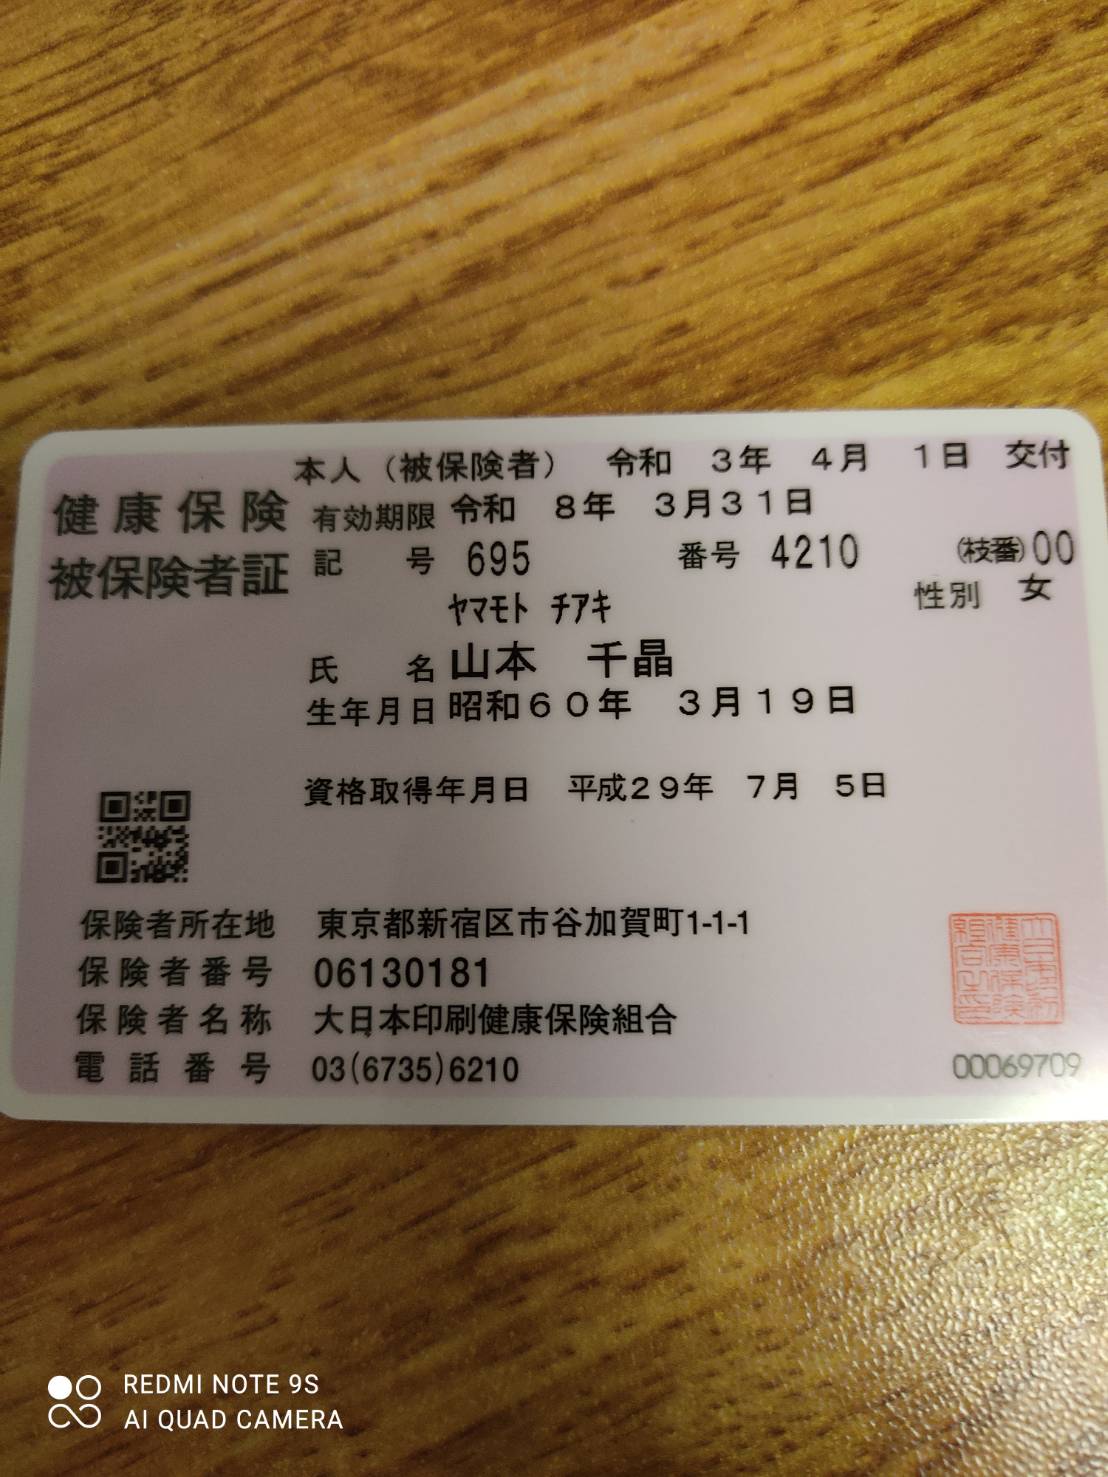 本人（被保険者） 令和 3年 4月 1日 交付
健康保険
被保険者証
有効期限 令和 8年 3月31日
記号 695 番号 4210 (枝番)00
ヤマモト チアキ 性別 女
氏名 山本 千晶
生年月日 昭和60年 3月19日
資格取得年月日 平成29年 7月 5日
保険者所在地 東京都新宿区市谷加賀町1-1-1
保険者番号 06130181
保険者名称 大日本印刷健康保険組合
電話番号 03(6735)6210
00069709
REDMI NOTE 9S
AI QUAD CAMERA